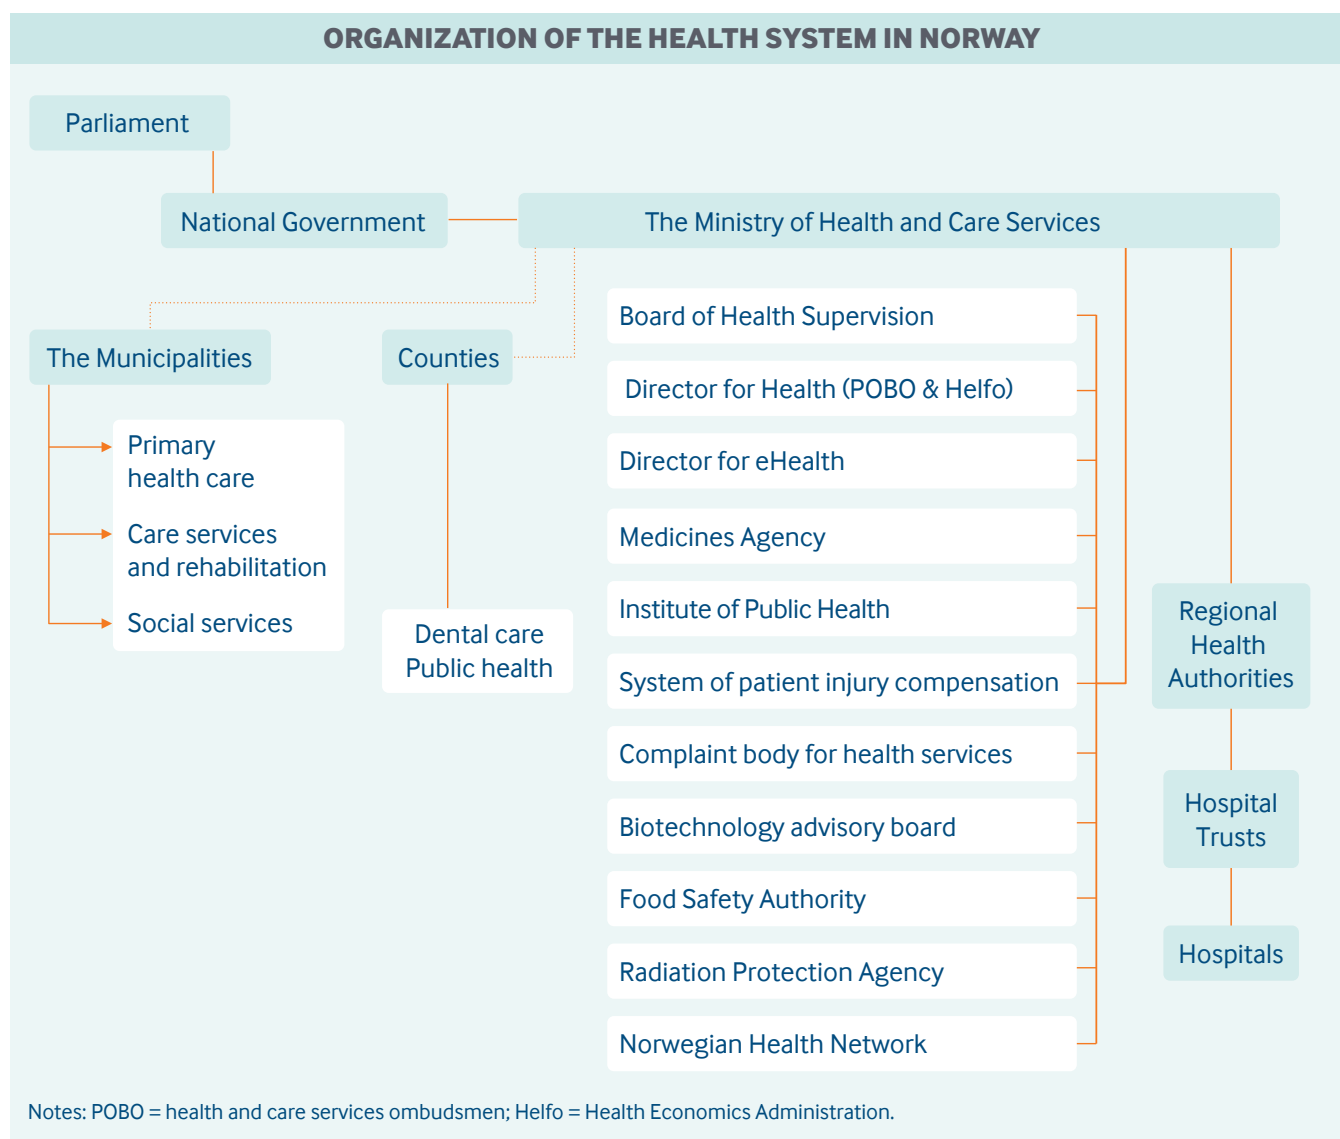 ORGANIZATION OF THE HEALTH SYSTEM IN NORWAY
Parliament
National Government
The Ministry of Health and Care Services
The Municipalities
Primary
health care
Care services
and rehabilitation
Social services
Counties
Dental care
Public health
Board of Health Supervision
Director for Health (POBO & Helfo)
Director for eHealth
Medicines Agency
Institute of Public Health
System of patient injury compensation
Complaint body for health services
Biotechnology advisory board
Food Safety Authority
Radiation Protection Agency
Norwegian Health Network
Regional
Health
Authorities
Hospital
Trusts
Hospitals
Notes: POBO = health and care services ombudsmen; Helfo = Health Economics Administration.